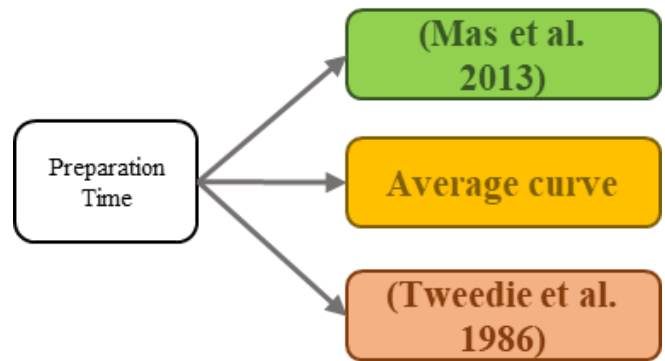 (Mas et al.
2013)
Preparation
Time
Average curve
(Tweedie et al.
1986)